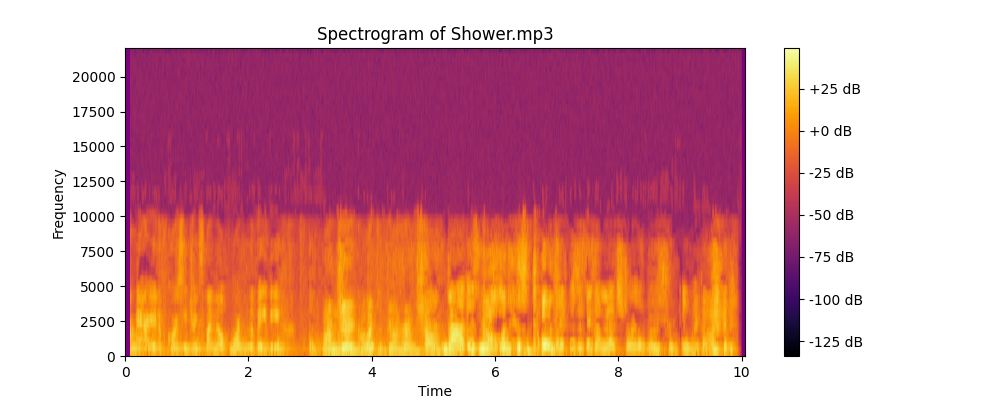 Spectrogram of Shower.mp3
20000
17500
15000
12500
10000
7500
5000
2500
0
Frequency
0
2
4
6
8
10
Time
+25 dB
+0 dB
-25 dB
-50 dB
-75 dB
-100 dB
-125 dB